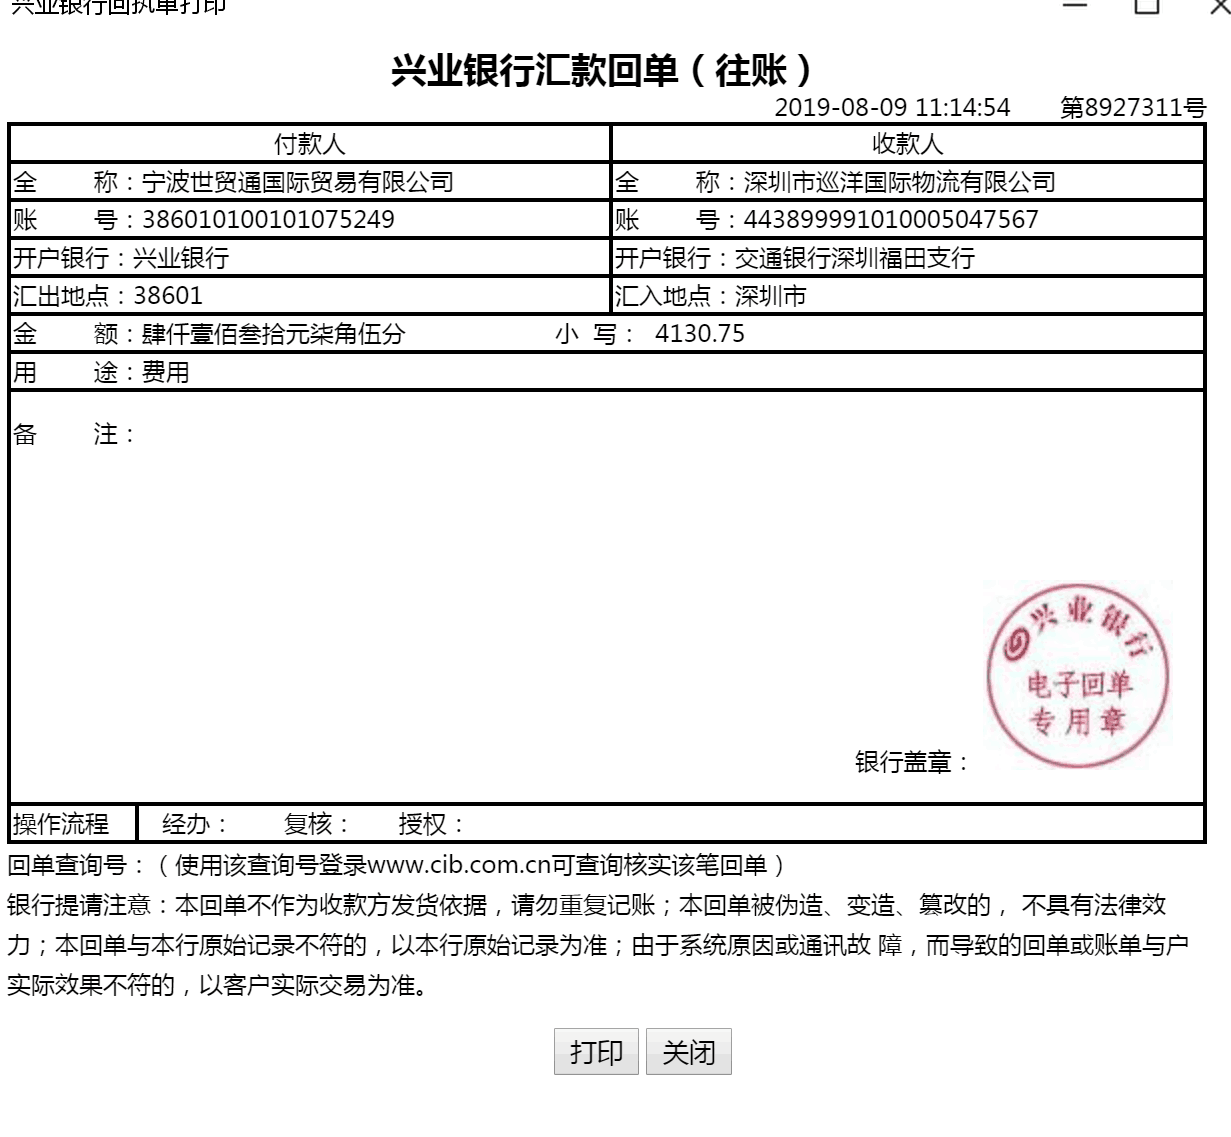 兴业银行回执单打印
兴业银行汇款回单（往账）
2019-08-09 11:14:54 第8927311号
付款人 收款人
全 称：宁波世贸通国际贸易有限公司 全 称：深圳市巡洋国际物流有限公司
账 号：386010100101075249 账 号：443899991010005047567
开户银行：兴业银行 开户银行：交通银行深圳福田支行
汇出地点：38601 汇入地点：深圳市
金 额：肆仟壹佰叁拾元柒角伍分 小 写： 4130.75
用 途：费用
备 注：
兴业银行
电子回单
专用章
银行盖章：
操作流程 经办： 复核： 授权：
回单查询号：（使用该查询号登录www.cib.com.cn可查询核实该笔回单）
银行提请注意：本回单不作为收款方发货依据，请勿重复记账；本回单被伪造、变造、篡改的， 不具有法律效
力；本回单与本行原始记录不符的，以本行原始记录为准；由于系统原因或通讯故 障，而导致的回单或账单与户
实际效果不符的，以客户实际交易为准。
打印 关闭